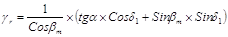 γᵣ = 1/Cosβₘ × (tgα × Cosδ₁ + Sinβₘ × Sinδ₁)